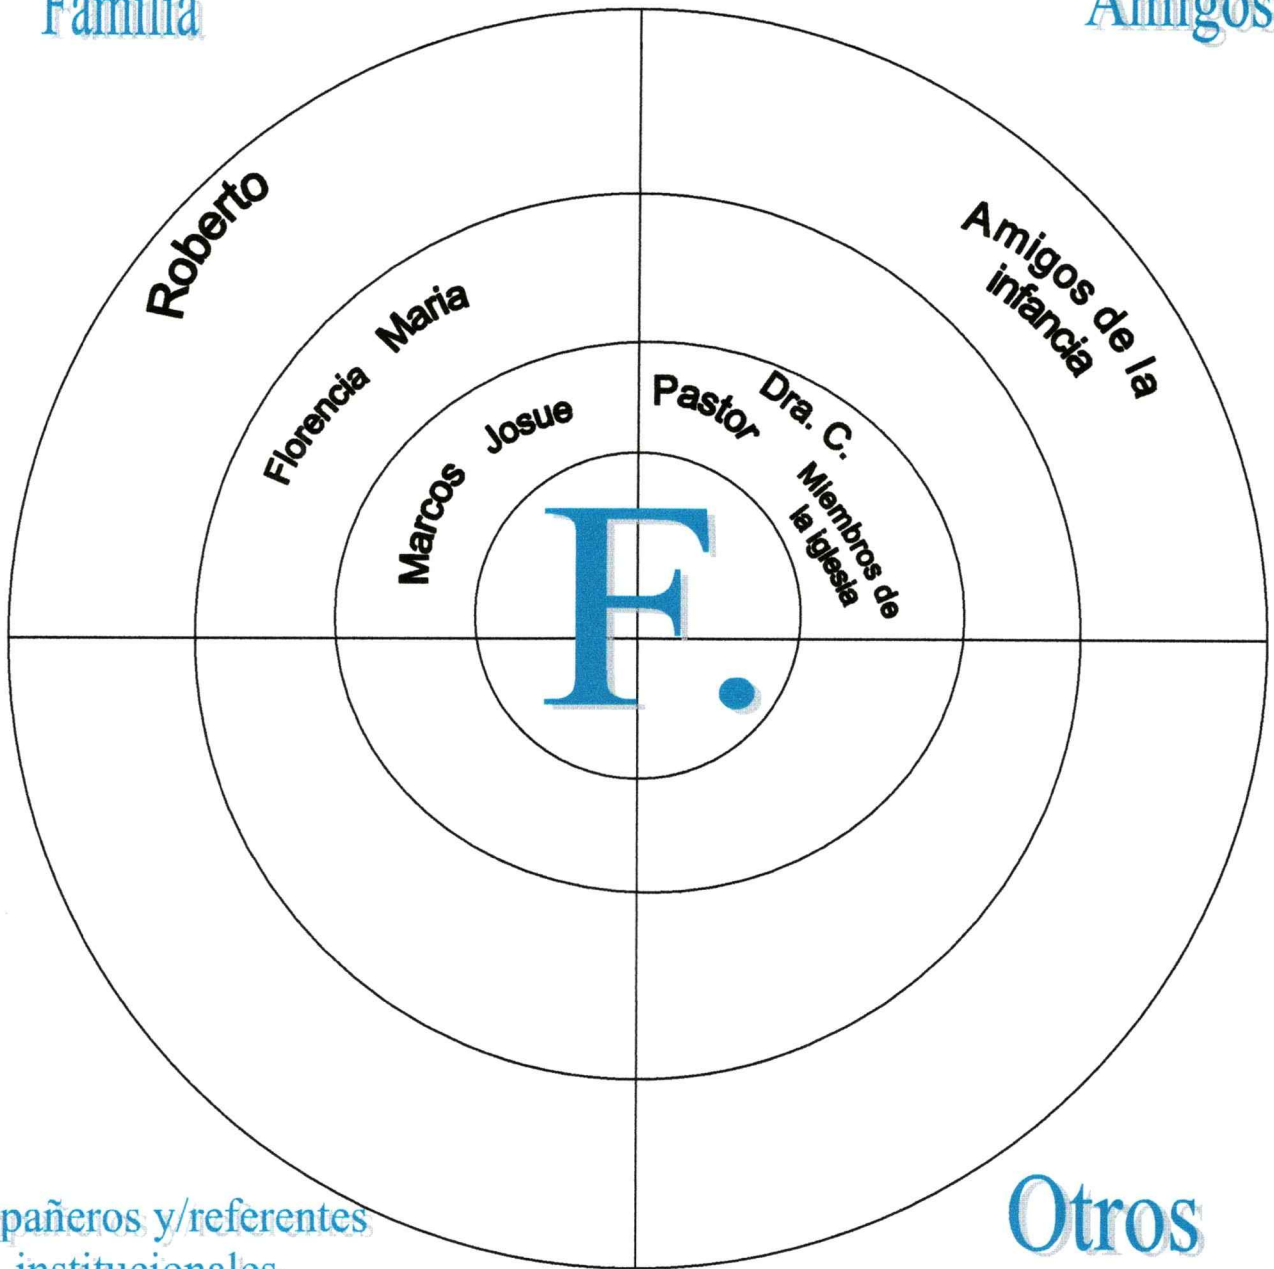 Familia
Amigos
Roberto
Maria
Florencia
Josue
Marcos
Pastor
Dra. C.
Miembros de
la iglesia
Amigos de la
infancia
F.
pañeros y/referentes
institucionales
Otros